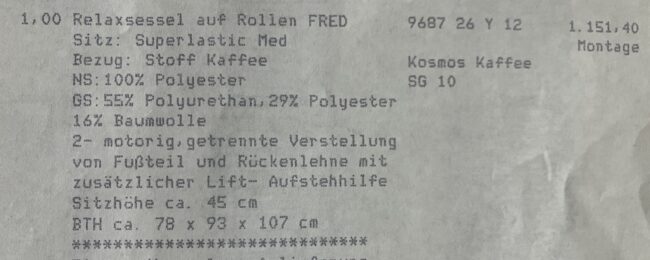 1,00 Relaxsessel auf Rollen FRED 9687 26 Y 12 1.151,40
Sitz: Superlastic Med Montage
Bezug: Stoff Kaffee Kosmos Kaffee
NS:100% Polyester SG 10
GS:55% Polyurethan,29% Polyester
16% Baumwolle
2- motorig,getrennte Verstellung
von Fußteil und Rückenlehne mit
zusätzlicher Lift- Aufstehhilfe
Sitzhöhe ca. 45 cm
BTH ca. 78 x 93 x 107 cm
****************************